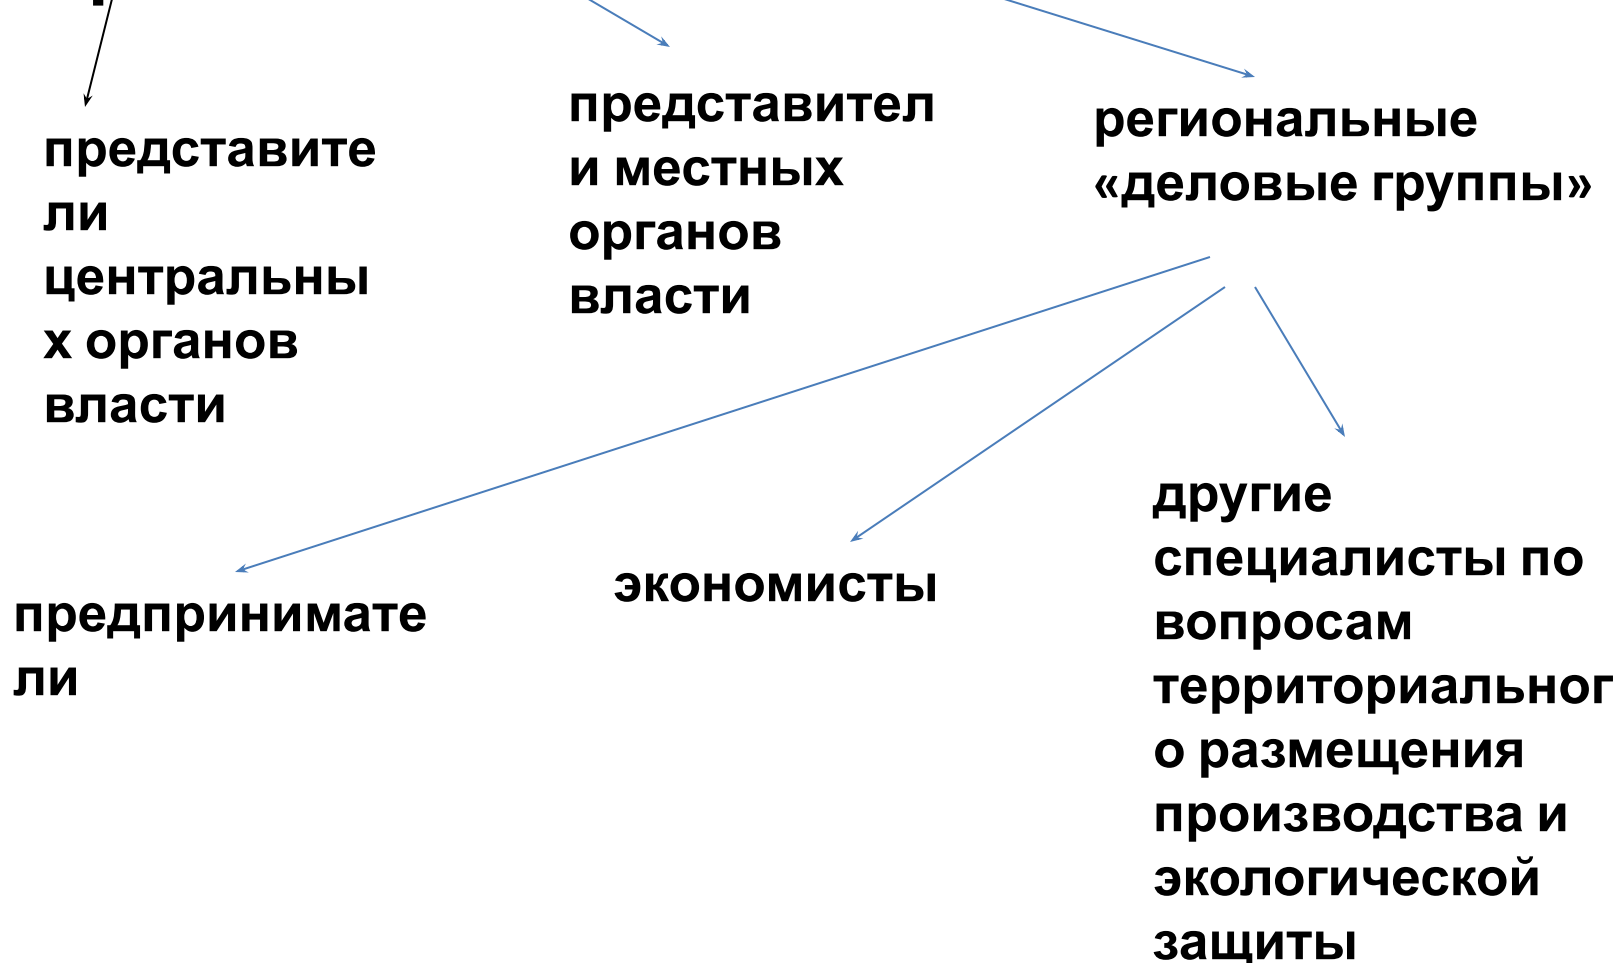 представите
ли
центральны
х органов
власти
представител
и местных
органов
власти
региональные
«деловые группы»
предпринимате
ли
экономисты
другие
специалисты по
вопросам
территориальног
о размещения
производства и
экологической
защиты